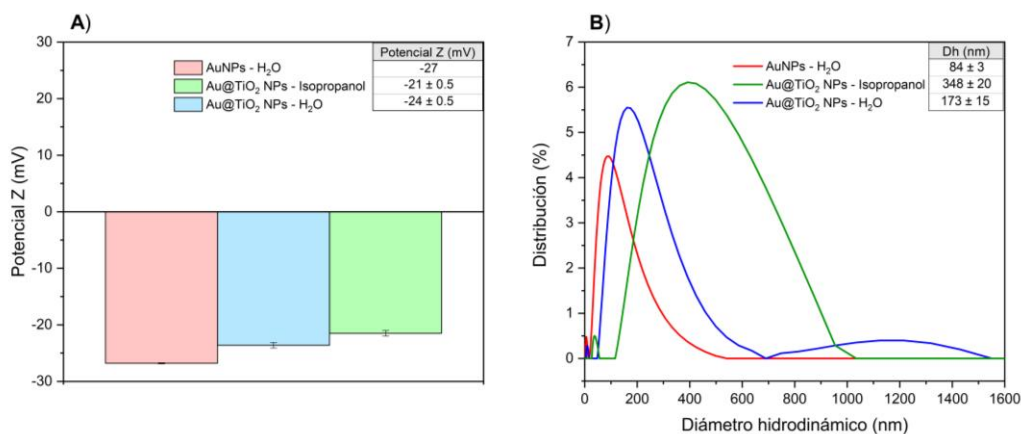 A)
Potencial Z (mV)
AuNPs - H₂O -27
Au@TiO₂ NPs - Isopropanol -21 ± 0.5
Au@TiO₂ NPs - H₂O -24 ± 0.5
30
20
10
0
-10
-20
-30
Potencial Z (mV)
B)
Dh (nm)
AuNPs - H₂O 84 ± 3
Au@TiO₂ NPs - Isopropanol 348 ± 20
Au@TiO₂ NPs - H₂O 173 ± 15
7
6
5
4
3
2
1
0
Distribución (%)
0 200 400 600 800 1000 1200 1400 1600
Diámetro hidrodinámico (nm)